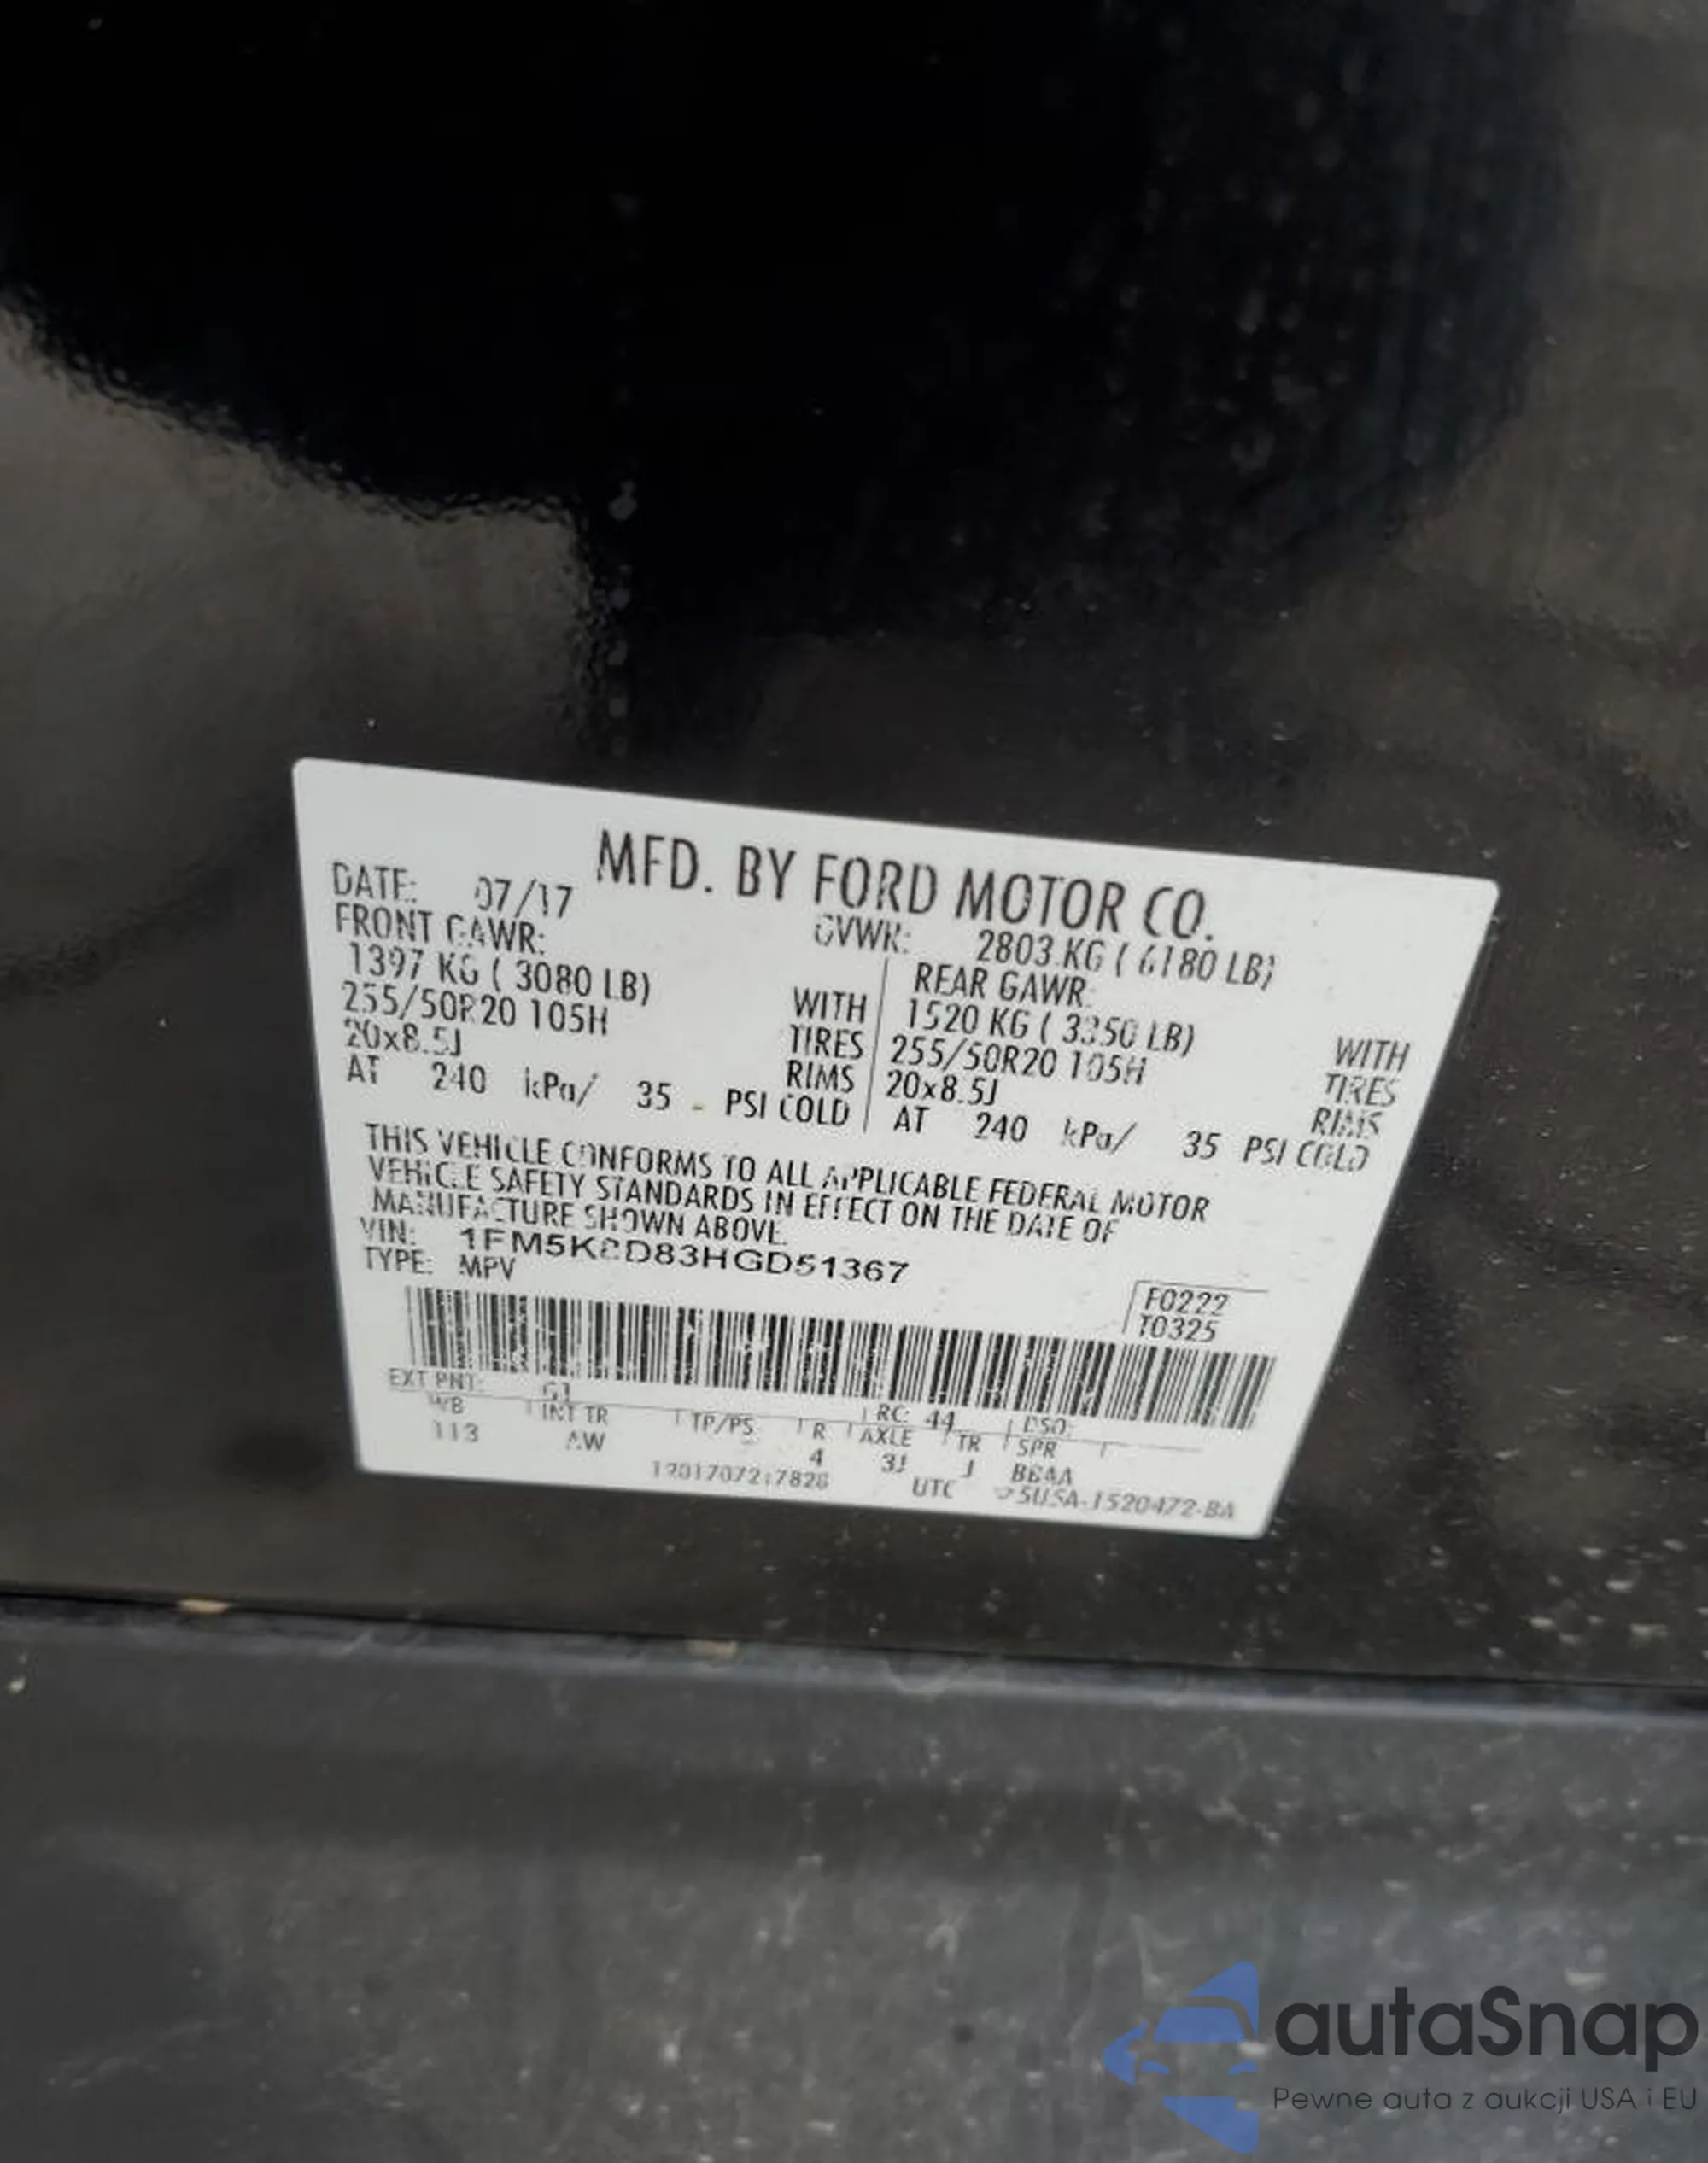 MFD. BY FORD MOTOR CO.
DATE: 07/17
GVWR: 2803 KG ( 6180 LB)
FRONT GAWR:
1397 KG ( 3080 LB) WITH
255/50R20 105H TIRES
20x8.5J RIMS
AT 240 kPa/ 35 PSI COLD
REAR GAWR:
1520 KG ( 3350 LB) WITH
255/50R20 105H TIRES
20x8.5J RIMS
AT 240 kPa/ 35 PSI COLD
THIS VEHICLE CONFORMS TO ALL APPLICABLE FEDERAL MOTOR
VEHICLE SAFETY STANDARDS IN EFFECT ON THE DATE OF
MANUFACTURE SHOWN ABOVE.
VIN: 1FM5K8D83HGD51367
TYPE: MPV
F0222
T0325
EXT PNT: G1 RC: 44 DSO:
WB INT TR TP/PS R AXLE TR SPR
113 AW 4 3J J
UTC
autaSnap
Pewne auta z aukcji USA i EU